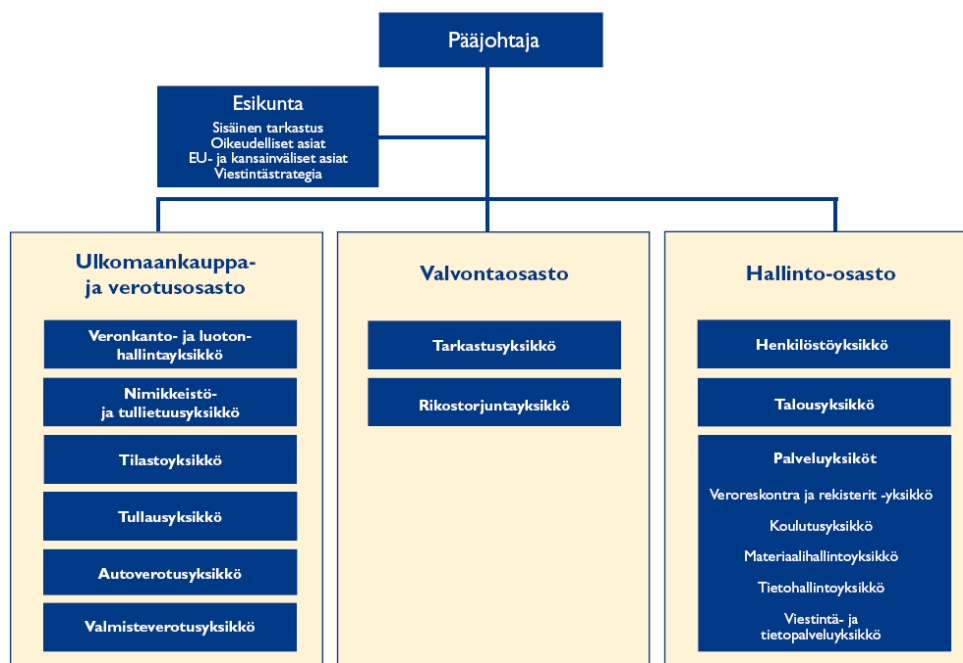 Pääjohtaja
Esikunta
Sisäinen tarkastus
Oikeudelliset asiat
EU- ja kansainväliset asiat
Viestintästrategia
Ulkomaankauppa-
ja verotusosasto
Veronkanto- ja luoton-
hallintayksikkö
Nimikkeistö-
ja tullietuusyksikkö
Tilastoyksikkö
Tullausyksikkö
Autoverotusyksikkö
Valmisteverotusyksikkö
Valvontaosasto
Tarkastusyksikkö
Rikostorjuntayksikkö
Hallinto-osasto
Henkilöstöyksikkö
Talousyksikkö
Palveluyksiköt
Veroreskontra ja rekisterit -yksikkö
Koulutusyksikkö
Materiaalihallintoyksikkö
Tietohallintoyksikkö
Viestintä- ja
tietopalveluyksikkö